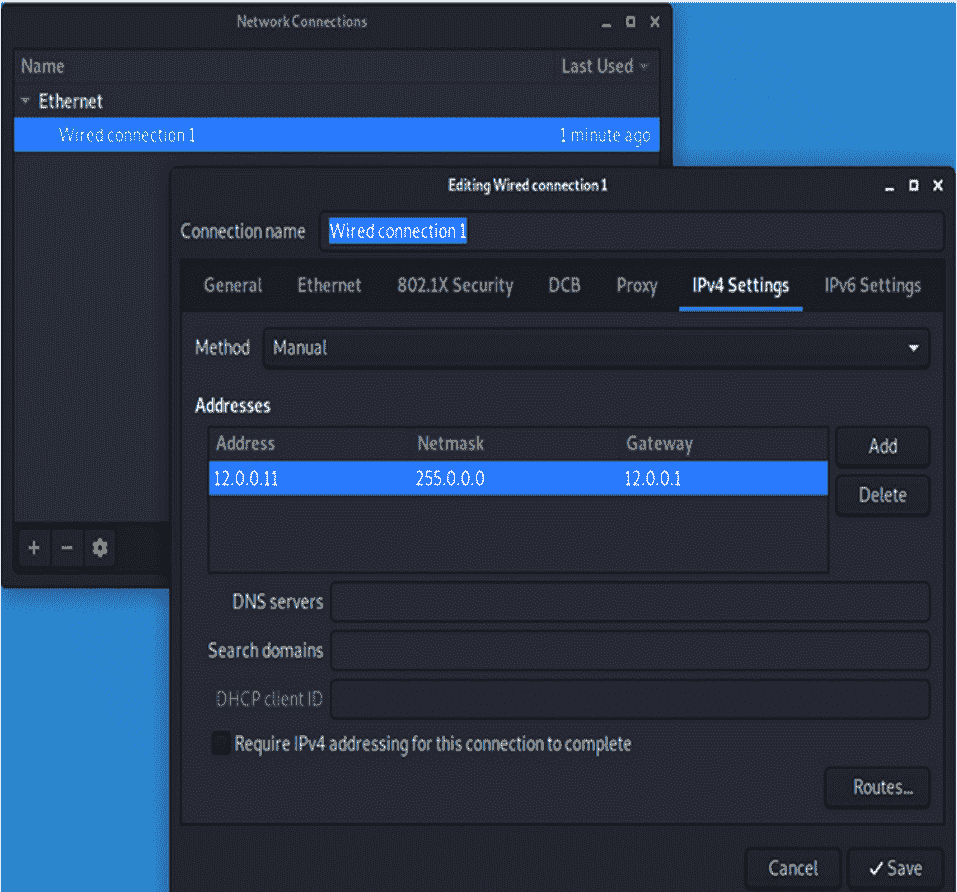 Network Connections
Name Last Used
Ethernet
Wired connection 1 1 minute ago
Editing Wired connection 1
Connection name Wired connection 1
General Ethernet 802.1X Security DCB Proxy IPv4 Settings IPv6 Settings
Method Manual
Addresses
Address Netmask Gateway Add
12.0.0.11 255.0.0.0 12.0.0.1
Delete
DNS servers
Search domains
DHCP client ID
Require IPv4 addressing for this connection to complete
Routes...
Cancel Save